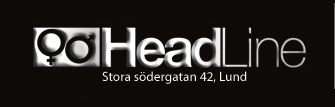 HeadLine
Stora södergatan 42, Lund